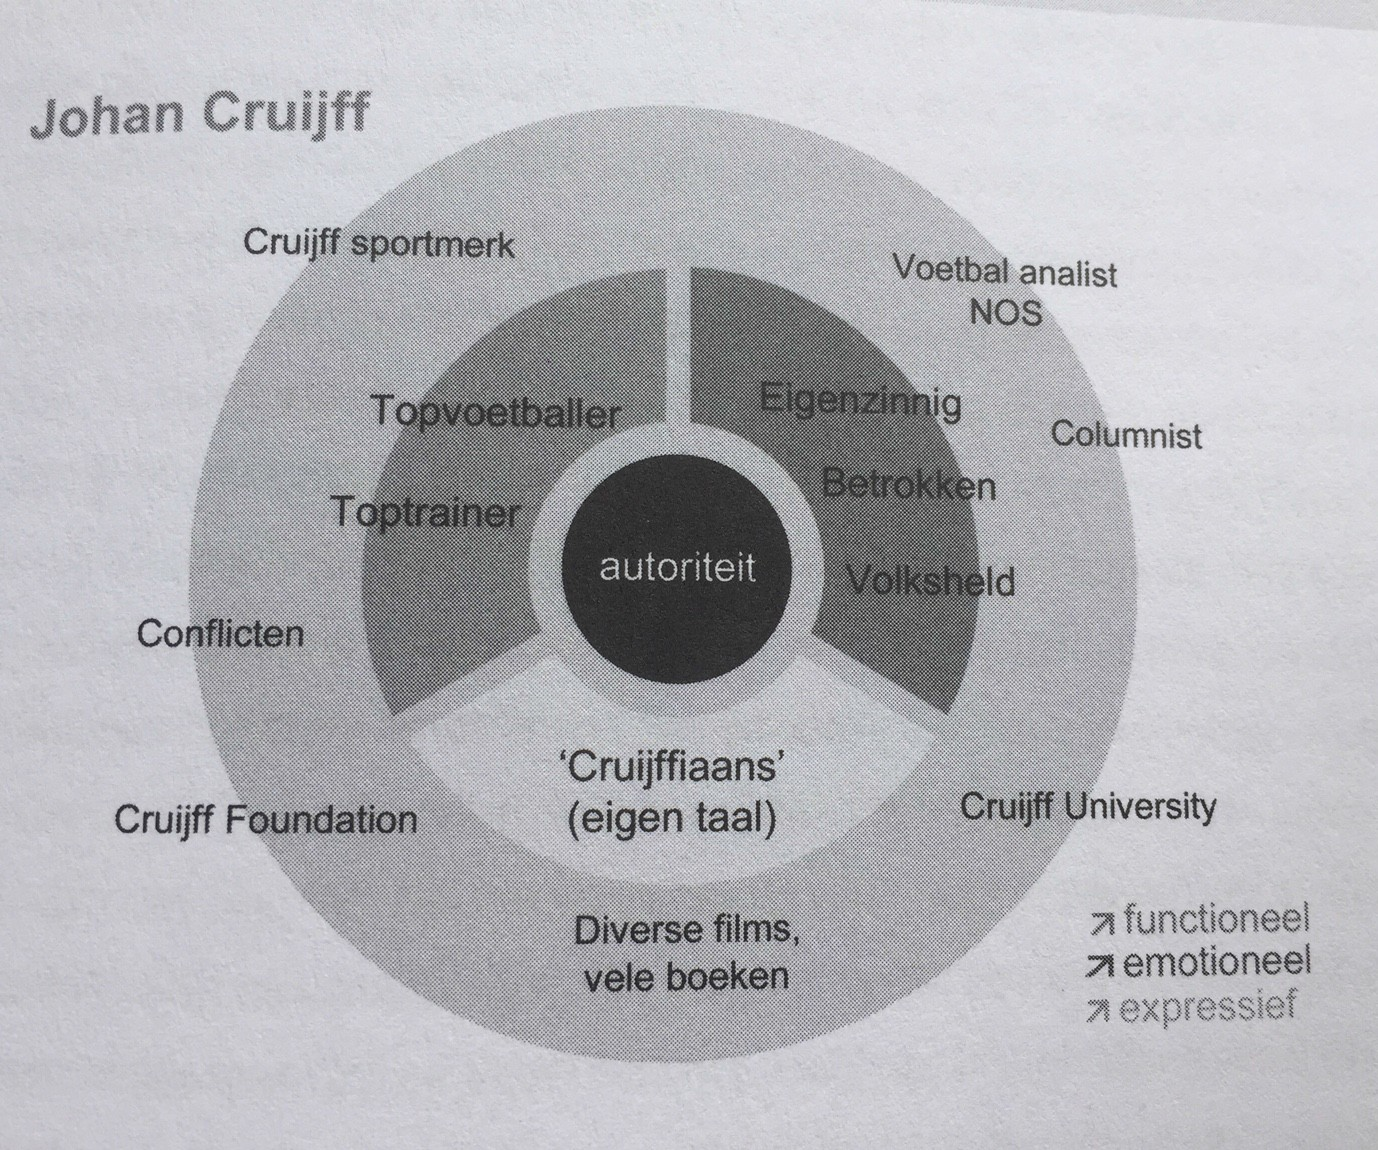 Johan Cruijff
Cruijff sportmerk
Voetbal analist
NOS
Topvoetballer
Eigenzinnig
Columnist
Betrokken
Toptrainer
autoriteit
Volksheld
Conflicten
‘Cruijffiaans’
(eigen taal)
Cruijff Foundation
Cruijff University
Diverse films,
vele boeken
functioneel
emotioneel
expressief